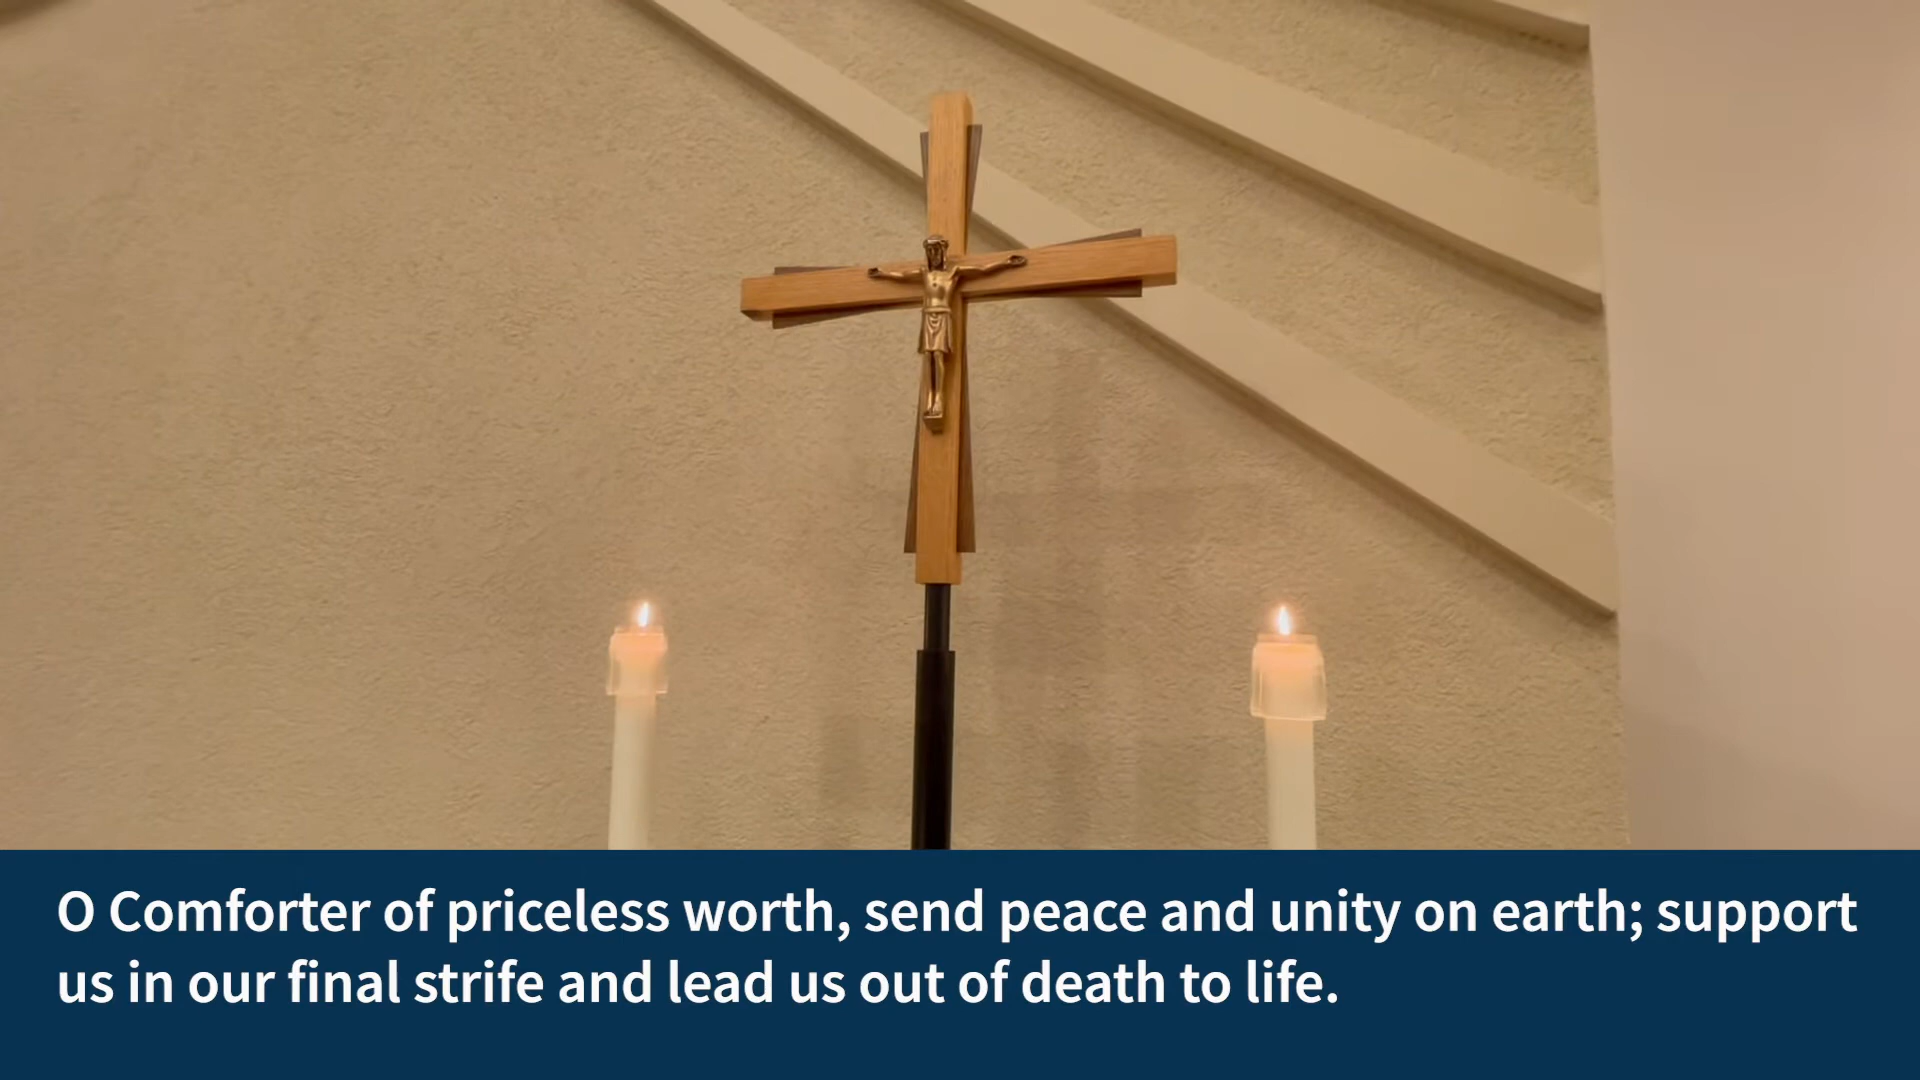 O Comforter of priceless worth, send peace and unity on earth; support
us in our final strife and lead us out of death to life.